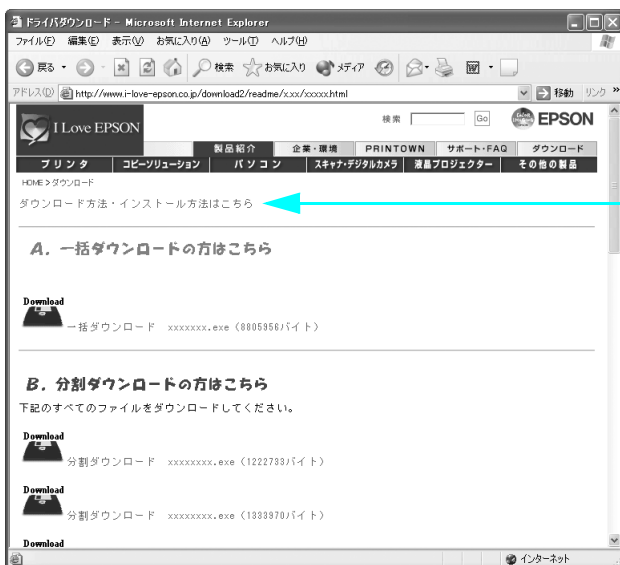 ドライバダウンロード - Microsoft Internet Explorer
ファイル(F) 編集(E) 表示(V) お気に入り(A) ツール(T) ヘルプ(H)
戻る 検索 お気に入り メディア
アドレス(D) http://www.i-love-epson.co.jp/download2/readme/xxx/xxxxx.html 移動 リンク »
I Love EPSON 検索 Go EPSON
製品紹介 企業・環境 PRINTOWN サポート・FAQ ダウンロード
プリンタ コピーソリューション パソコン スキャナ・デジタルカメラ 液晶プロジェクター その他の製品
HOME > ダウンロード
ダウンロード方法・インストール方法はこちら
A. 一括ダウンロードの方はこちら
Download
一括ダウンロード xxxxxxx.exe（8805956バイト）
B. 分割ダウンロードの方はこちら
下記のすべてのファイルをダウンロードしてください。
Download
分割ダウンロード xxxxxxxx.exe（1222733バイト）
Download
分割ダウンロード xxxxxxxx.exe（1333970バイト）
Download
インターネット